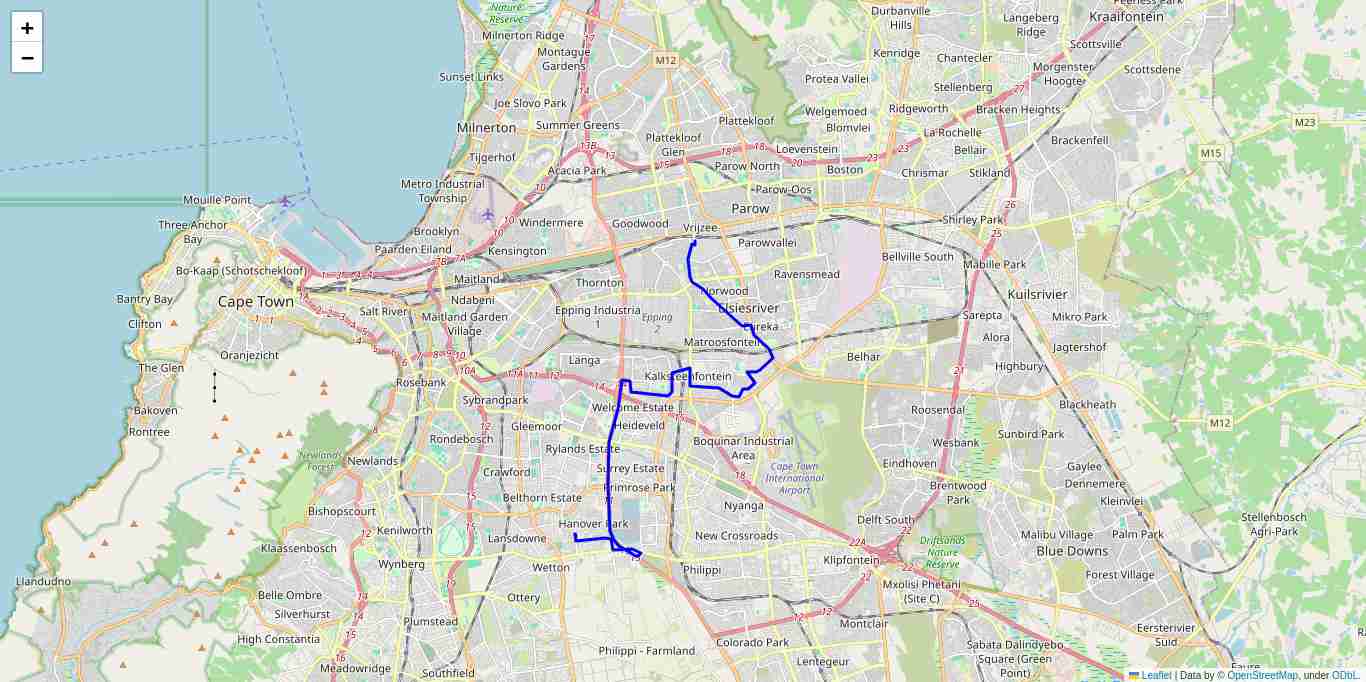 +
−
Nature
Reserve
Milnerton Ridge
Durbanville
Hills
Langeberg
Ridge
Peerless Park
Kraaifontein
Montague
Gardens
M12
Kenridge
Chantecler
Scottsville
Sunset Links
Protea Vallei
Stellenberg
Morgenster
Hoogte
Scottsdene
Joe Slovo Park
Welgemoed
Ridgeworth
Bracken Heights
M23
Milnerton
Summer Greens
Plattekloof
Blomvlei
La Rochelle
Plattekloof
Glen
Loevenstein
Bellair
Brackenfell
M15
Tijgerhof
Acacia Park
Parow North
Boston
Chrismar
Stikland
Metro Industrial
Township
Parow-Oos
Mouille Point
Parow
Three Anchor
Bay
Brooklyn
Windermere
Goodwood
Vrijzee
Shirley Park
Paarden Eiland
Kensington
Parowvallei
Bellville South
Mabille Park
Bo-Kaap (Schotschekloof)
Maitland
Thornton
Ravensmead
Bantry Bay
Cape Town
Ndabeni
Norwood
Kuilsrivier
Salt River
Maitland Garden
Village
Epping Industria
1
Epping
2
Elsiesriver
Sarepta
Mikro Park
Clifton
Eureka
Alora
Oranjezicht
Matroosfontein
Jagtershof
The Glen
Langa
Belhar
Highbury
Rosebank
Kalksteenfontein
Bakoven
Sybrandpark
Welcome Estate
Roosendal
Blackheath
Rontree
Gleemoor
Heideveld
M12
Rondebosch
Rylands Estate
Boquinar Industrial
Area
Wesbank
Sunbird Park
Newlands
Forest
Newlands
Crawford
Surrey Estate
Cape Town
International
Airport
Eindhoven
Gaylee
Primrose Park
Brentwood
Park
Dennemere
Bishopscourt
Belthorn Estate
Nyanga
Kleinvlei
Kenilworth
Hanover Park
Delft South
Stellenbosch
Agri-Park
Klaassenbosch
Lansdowne
New Crossroads
Driftsands
Nature
Reserve
Malibu Village
Palm Park
Blue Downs
Llandudno
Wynberg
Wetton
Philippi
Klipfontein
Forest Village
Belle Ombre
Ottery
Mxolisi Phetani
(Site C)
Silverhurst
Plumstead
Montclair
Eersterivier
Suid
High Constantia
Colorado Park
Sabata Dalindyebo
Square (Green
Point)
Meadowridge
Southfield
Philippi - Farmland
Lentegeur
Faure
Leaflet | Data by © OpenStreetMap, under ODbL.